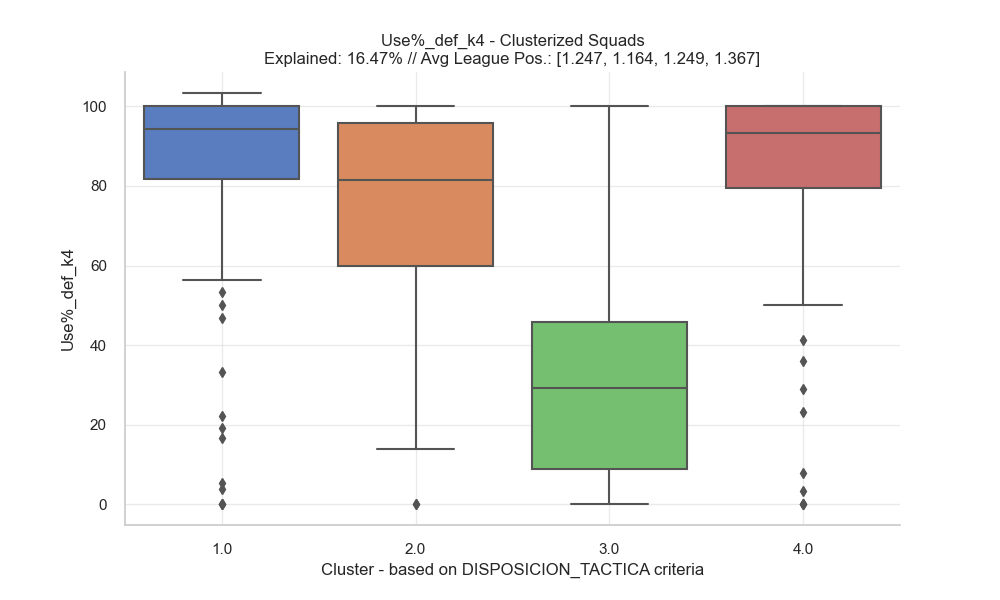 Use%_def_k4 - Clusterized Squads
Explained: 16.47% // Avg League Pos.: [1.247, 1.164, 1.249, 1.367]
Use%_def_k4
100
80
60
40
20
0
1.0 2.0 3.0 4.0
Cluster - based on DISPOSICION_TACTICA criteria